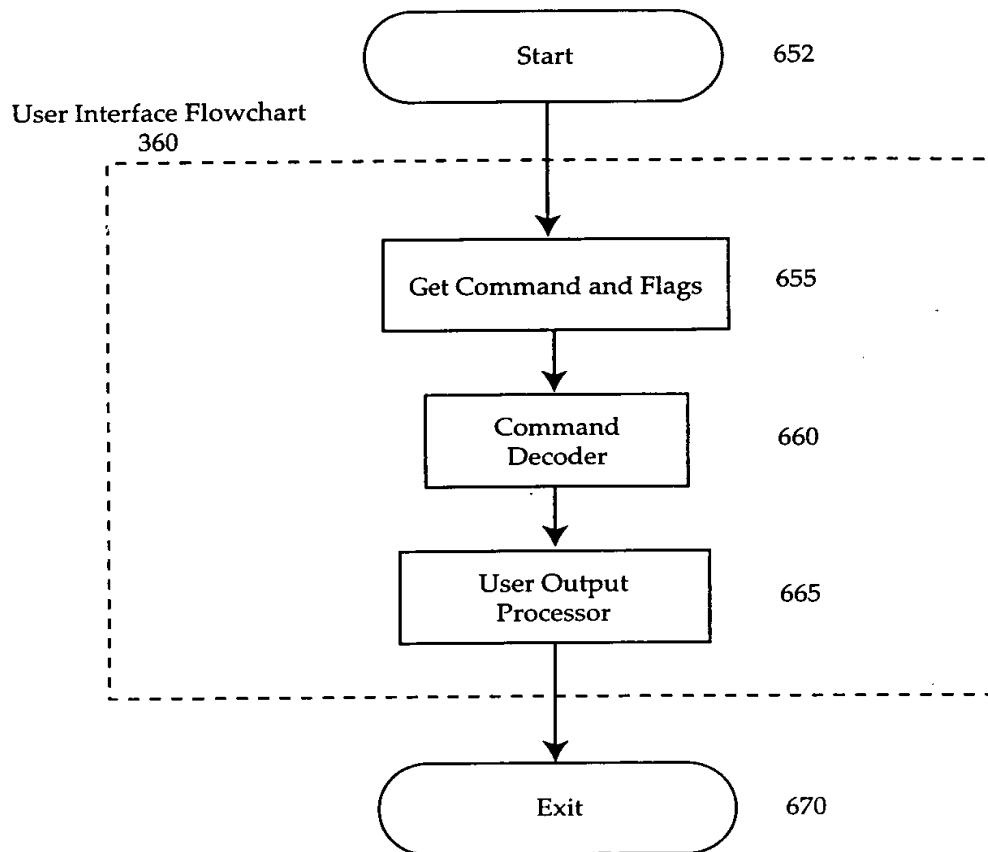 Start
652
User Interface Flowchart
360
Get Command and Flags
655
Command
Decoder
660
User Output
Processor
665
Exit
670